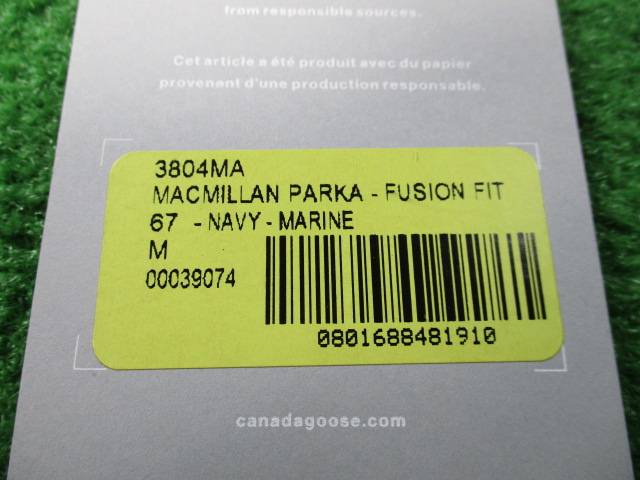 from responsible sources.
Cet article a été produit avec du papier
provenant d'une production responsable.
3804MA
MACMILLAN PARKA - FUSION FIT
67 - NAVY - MARINE
M
00039074
0801688481910
canadagoose.com